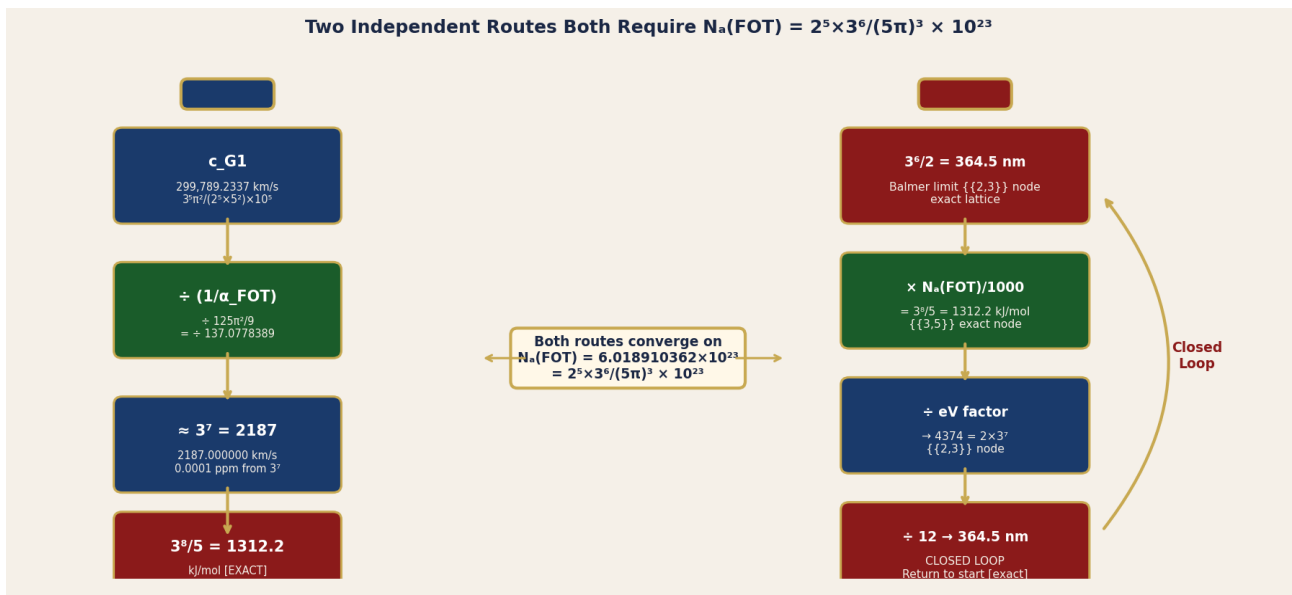 Two Independent Routes Both Require Nₐ(FOT) = 2⁵×3⁶/(5π)³ × 10²³
c_G1
299,789.2337 km/s
3⁹π²/(2⁵×5²)×10⁵
÷ (1/α_FOT)
÷ 125π²/9
= ÷ 137.0778389
≈ 3⁷ = 2187
2187.000000 km/s
0.0001 ppm from 3⁷
3⁸/5 = 1312.2
kJ/mol [EXACT]
Both routes converge on
Nₐ(FOT) = 6.018910362×10²³
= 2⁵×3⁶/(5π)³ × 10²³
3⁶/2 = 364.5 nm
Balmer limit {{2,3}} node
exact lattice
× Nₐ(FOT)/1000
= 3⁸/5 = 1312.2 kJ/mol
{{3,5}} exact node
÷ eV factor
→ 4374 = 2×3⁷
{{2,3}} node
÷ 12 → 364.5 nm
CLOSED LOOP
Return to start [exact]
Closed
Loop